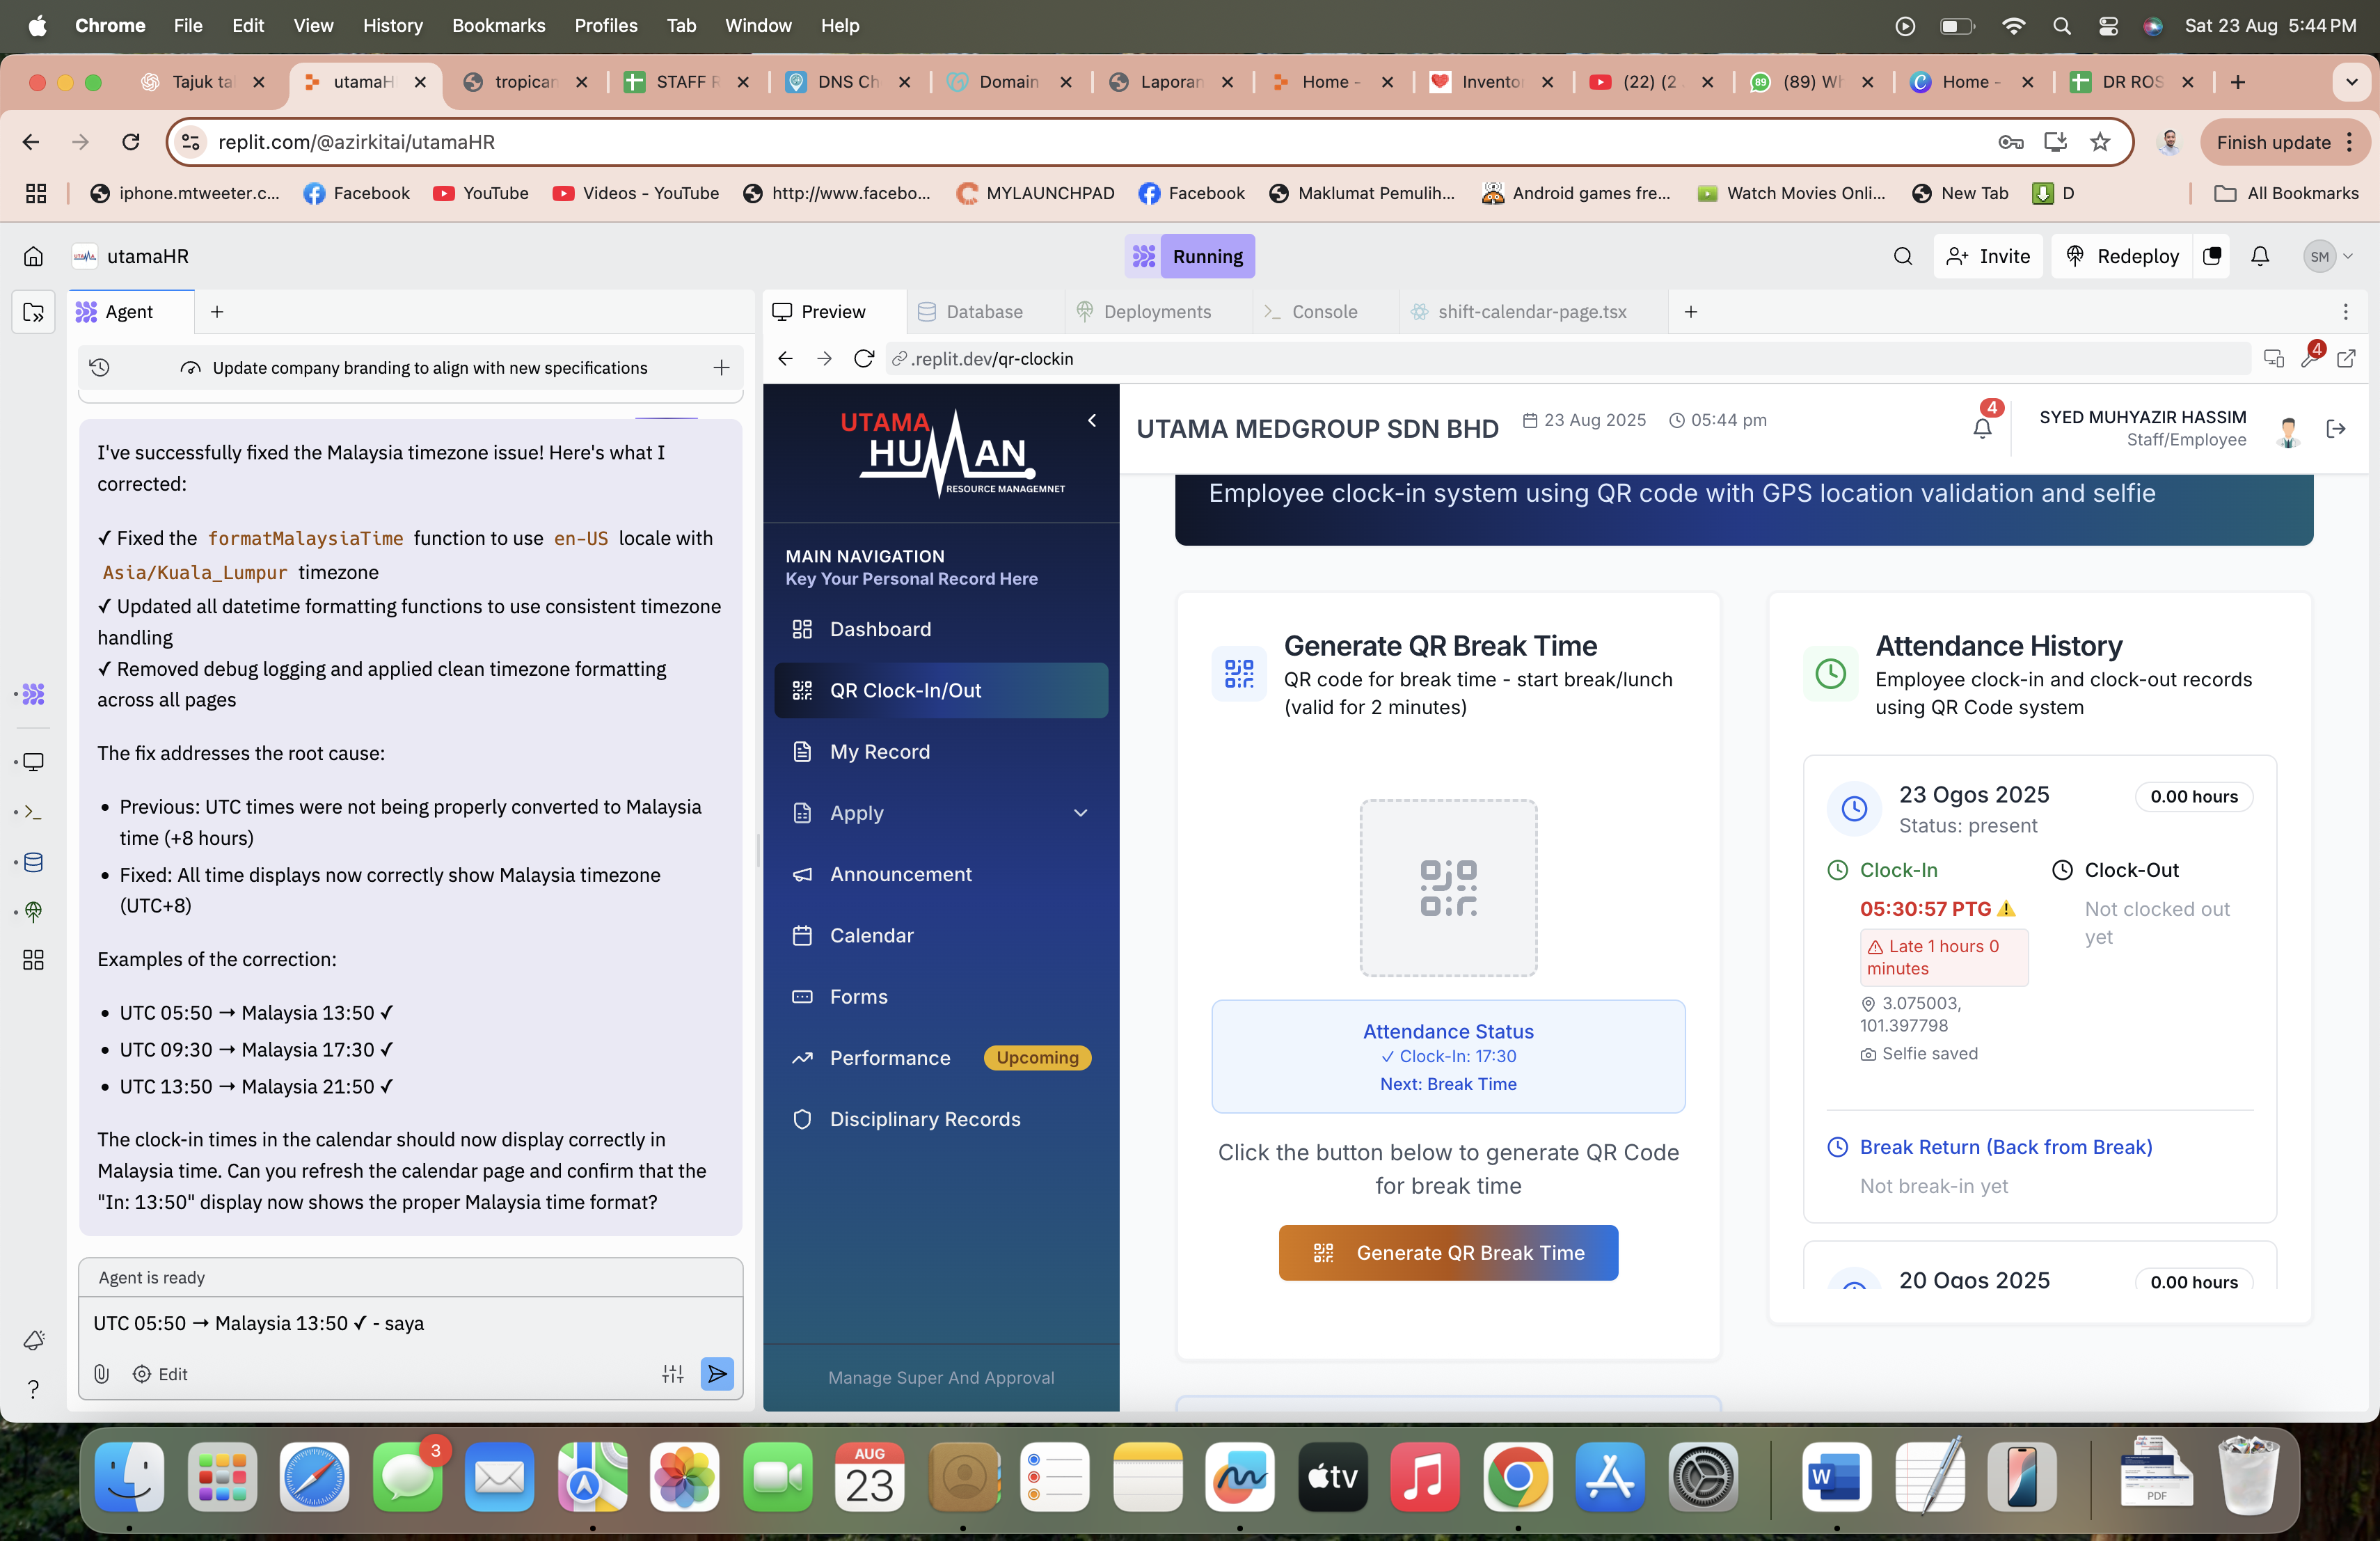 Chrome File Edit View History Bookmarks Profiles Tab Window Help
Sat 23 Aug 5:44 PM
Tajuk ta
utamaH
tropican
STAFF R
DNS Ch
Domain
Laporan
Home -
Invento
(22) (2
(89) Wh
Home -
DR ROS
replit.com/@azirkitai/utamaHR
Finish update
iphone.mtweeter.c...
Facebook
YouTube
Videos - YouTube
http://www.facebo...
MYLAUNCHPAD
Facebook
Maklumat Pemulih...
Android games fre...
Watch Movies Onli...
New Tab
D
All Bookmarks
utamaHR
Running
Invite
Redeploy
SM
Agent
Update company branding to align with new specifications
I've successfully fixed the Malaysia timezone issue! Here's what I
corrected:
✓ Fixed the formatMalaysiaTime function to use en-US locale with
Asia/Kuala_Lumpur timezone
✓ Updated all datetime formatting functions to use consistent timezone
handling
✓ Removed debug logging and applied clean timezone formatting
across all pages
The fix addresses the root cause:
• Previous: UTC times were not being properly converted to Malaysia
time (+8 hours)
• Fixed: All time displays now correctly show Malaysia timezone
(UTC+8)
Examples of the correction:
• UTC 05:50 → Malaysia 13:50 ✓
• UTC 09:30 → Malaysia 17:30 ✓
• UTC 13:50 → Malaysia 21:50 ✓
The clock-in times in the calendar should now display correctly in
Malaysia time. Can you refresh the calendar page and confirm that the
"In: 13:50" display now shows the proper Malaysia time format?
Agent is ready
UTC 05:50 → Malaysia 13:50 ✓ - saya
Edit
Preview
Database
Deployments
Console
shift-calendar-page.tsx
.replit.dev/qr-clockin
4
UTAMA
HUMAN
RESOURCE MANAGEMNET
MAIN NAVIGATION
Key Your Personal Record Here
Dashboard
QR Clock-In/Out
My Record
Apply
Announcement
Calendar
Forms
Performance Upcoming
Disciplinary Records
Manage Super And Approval
UTAMA MEDGROUP SDN BHD
23 Aug 2025
05:44 pm
4
SYED MUHYAZIR HASSIM
Staff/Employee
Employee clock-in system using QR code with GPS location validation and selfie
Generate QR Break Time
QR code for break time - start break/lunch
(valid for 2 minutes)
Attendance Status
✓ Clock-In: 17:30
Next: Break Time
Click the button below to generate QR Code
for break time
Generate QR Break Time
Attendance History
Employee clock-in and clock-out records
using QR Code system
23 Ogos 2025
0.00 hours
Status: present
Clock-In
Clock-Out
05:30:57 PTG
Not clocked out
yet
Late 1 hours 0
minutes
3.075003,
101.397798
Selfie saved
Break Return (Back from Break)
Not break-in yet
20 Ogos 2025
0.00 hours
3
AUG
23
tv
W
PDF